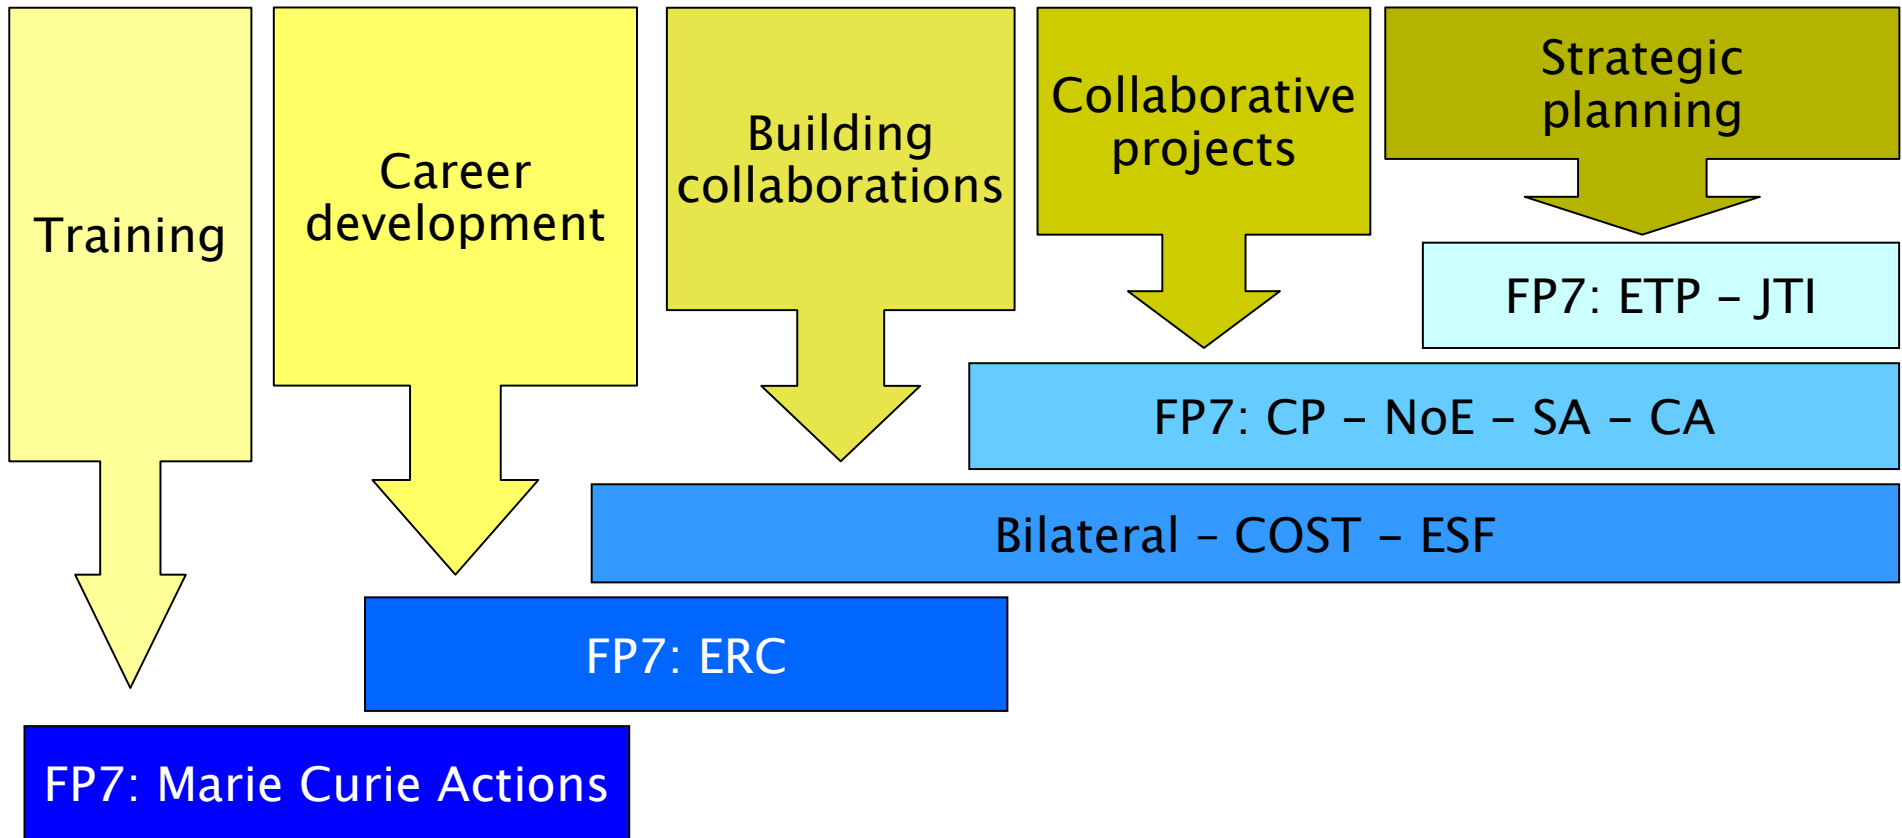 Training
Career
development
Building
collaborations
Collaborative
projects
Strategic
planning
FP7: ETP – JTI
FP7: CP – NoE – SA – CA
Bilateral – COST – ESF
FP7: ERC
FP7: Marie Curie Actions